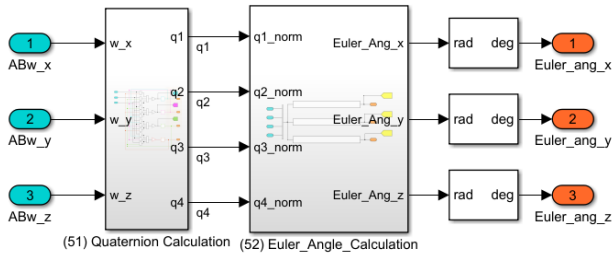 1
ABw_x
2
ABw_y
3
ABw_z
w_x
w_y
w_z
q1
q2
q3
q4
(51) Quaternion Calculation
q1
q2
q3
q4
q1_norm
q2_norm
q3_norm
q4_norm
Euler_Ang_x
Euler_Ang_y
Euler_Ang_z
(52) Euler_Angle_Calculation
rad deg
rad deg
rad deg
1
Euler_ang_x
2
Euler_ang_y
3
Euler_ang_z